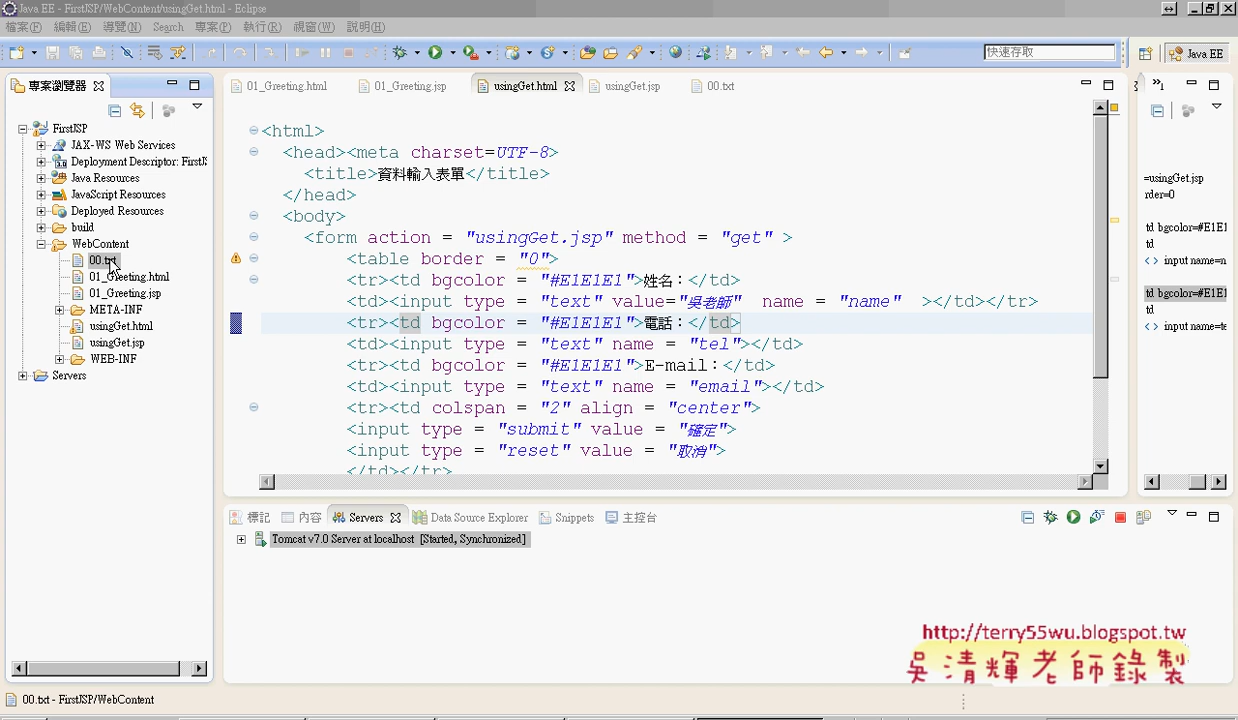 Java EE - FirstJSP/WebContent/usingGet.html - Eclipse
檔案(F) 編輯(E) 導覽(N) Search 專案(P) 執行(R) 視窗(W) 說明(H)
快速存取
Java EE
專案瀏覽器
FirstJSP
JAX-WS Web Services
Deployment Descriptor: FirstJS
Java Resources
JavaScript Resources
Deployed Resources
build
WebContent
00.txt
01_Greeting.html
01_Greeting.jsp
META-INF
usingGet.html
usingGet.jsp
WEB-INF
Servers
01_Greeting.html 01_Greeting.jsp usingGet.html usingGet.jsp 00.txt
<html>
<head><meta charset=UTF-8>
<title>資料輸入表單</title>
</head>
<body>
<form action = "usingGet.jsp" method = "get" >
<table border = "0">
<tr><td bgcolor = "#E1E1E1">姓名：</td>
<td><input type = "text" value="吳老師" name = "name" ></td></tr>
<tr><td bgcolor = "#E1E1E1">電話：</td>
<td><input type = "text" name = "tel"></td>
<tr><td bgcolor = "#E1E1E1">E-mail：</td>
<td><input type = "text" name = "email"></td>
<tr><td colspan = "2" align = "center">
<input type = "submit" value = "確定">
<input type = "reset" value = "取消">
</td></tr>
=usingGet.jsp
rder=0
td bgcolor=#E1E1
td
input name=n
td bgcolor=#E1E1
td
input name=te
標記 內容 Servers Data Source Explorer Snippets 主控台
Tomcat v7.0 Server at localhost [Started, Synchronized]
http://terry55wu.blogspot.tw
吳清輝老師錄製
00.txt - FirstJSP/WebContent